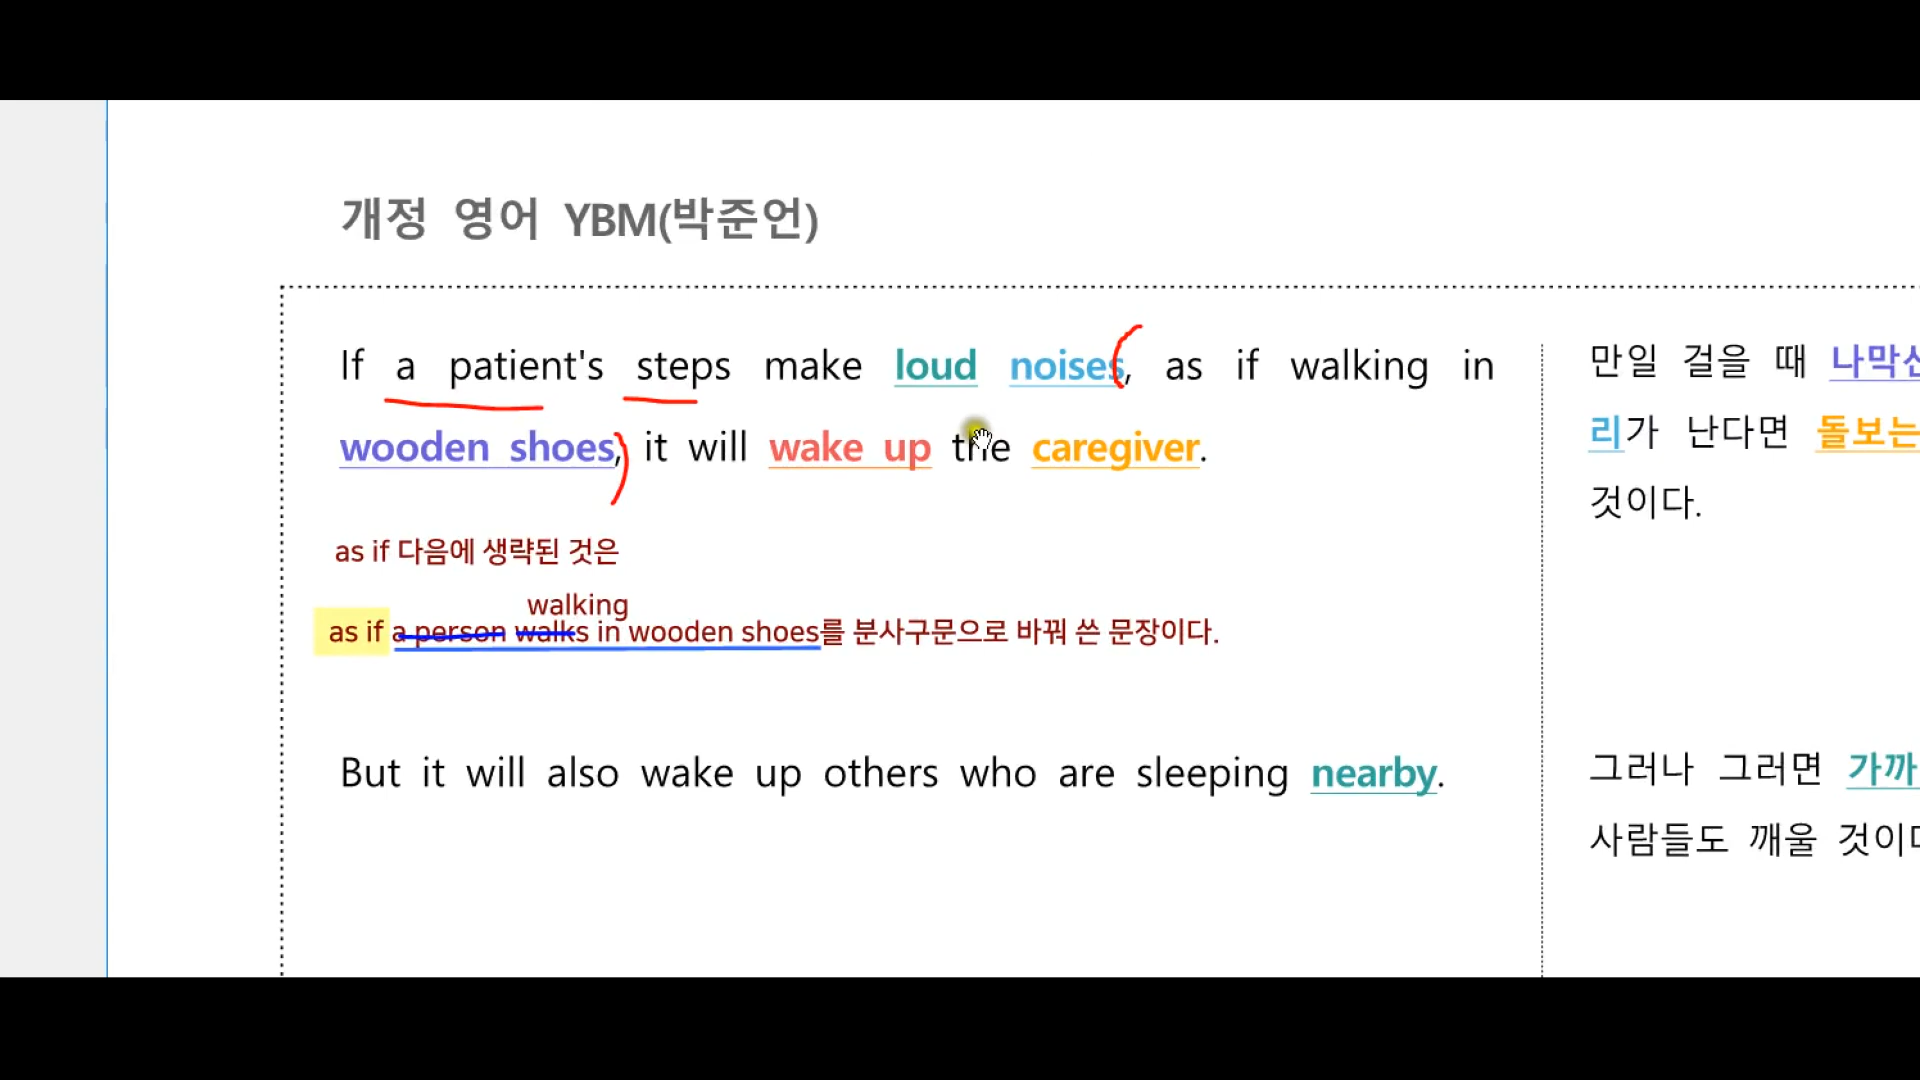 개정 영어 YBM(박준언)
If a patient's steps make loud noises, as if walking in
wooden shoes, it will wake up the caregiver.
as if 다음에 생략된 것은
walking
as if a person walks in wooden shoes를 분사구문으로 바꿔 쓴 문장이다.
But it will also wake up others who are sleeping nearby.
만일 걸을 때
리가 난다면 돌보는
것이다.
그러나 그러면
사람들도 깨울